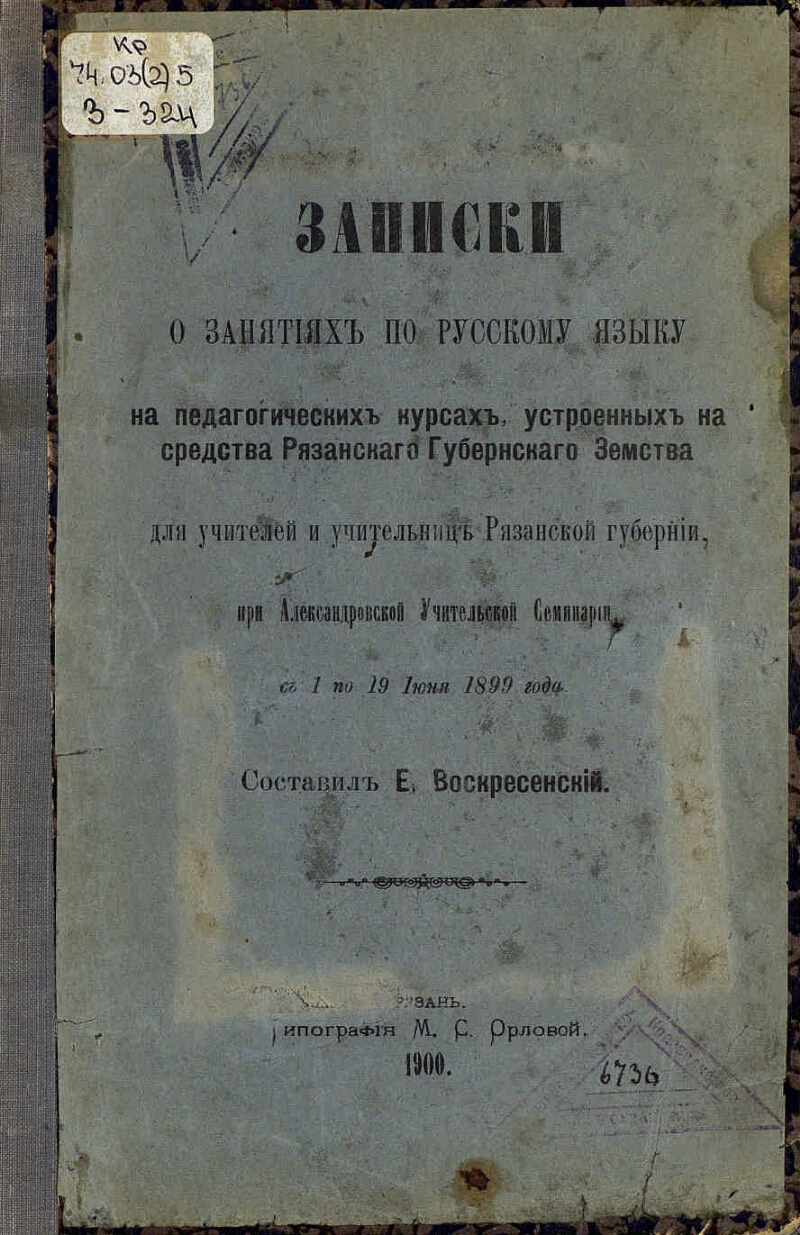 кр
74.03(2)5
З-324
ЗАПИСКИ
О ЗАНЯТІЯХЪ ПО РУССКОМУ ЯЗЫКУ
на педагогическихъ курсахъ, устроенныхъ на
средства Рязанскаго Губернскаго Земства
для учителей и учительницъ Рязанской губерніи,
при Александровской Учительской Семинаріи,
съ 1 по 19 Іюня 1899 года.
Составилъ Е. Воскресенскій.
РЯЗАНЬ.
Типографія М. С. Орловой.
1900.
6736